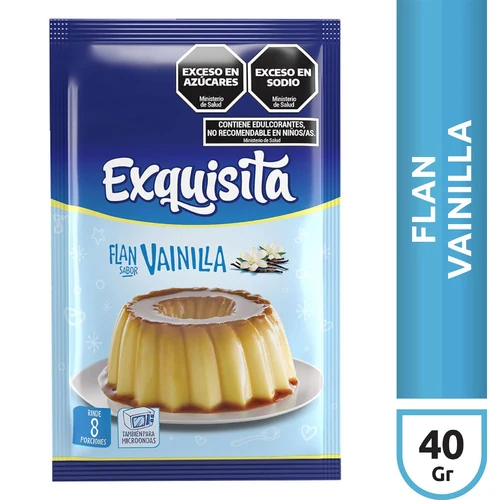 EXCESO EN
AZÚCARES
Ministerio
de Salud
EXCESO EN
SODIO
Ministerio
de Salud
CONTIENE EDULCORANTES,
NO RECOMENDABLE EN NIÑOS/AS.
Ministerio de Salud
Exquisita
FLAN
SABOR
VAINILLA
RINDE
8
PORCIONES
TAMBIÉN PARA
MICROONDAS
FLAN
VAINILLA
40
Gr